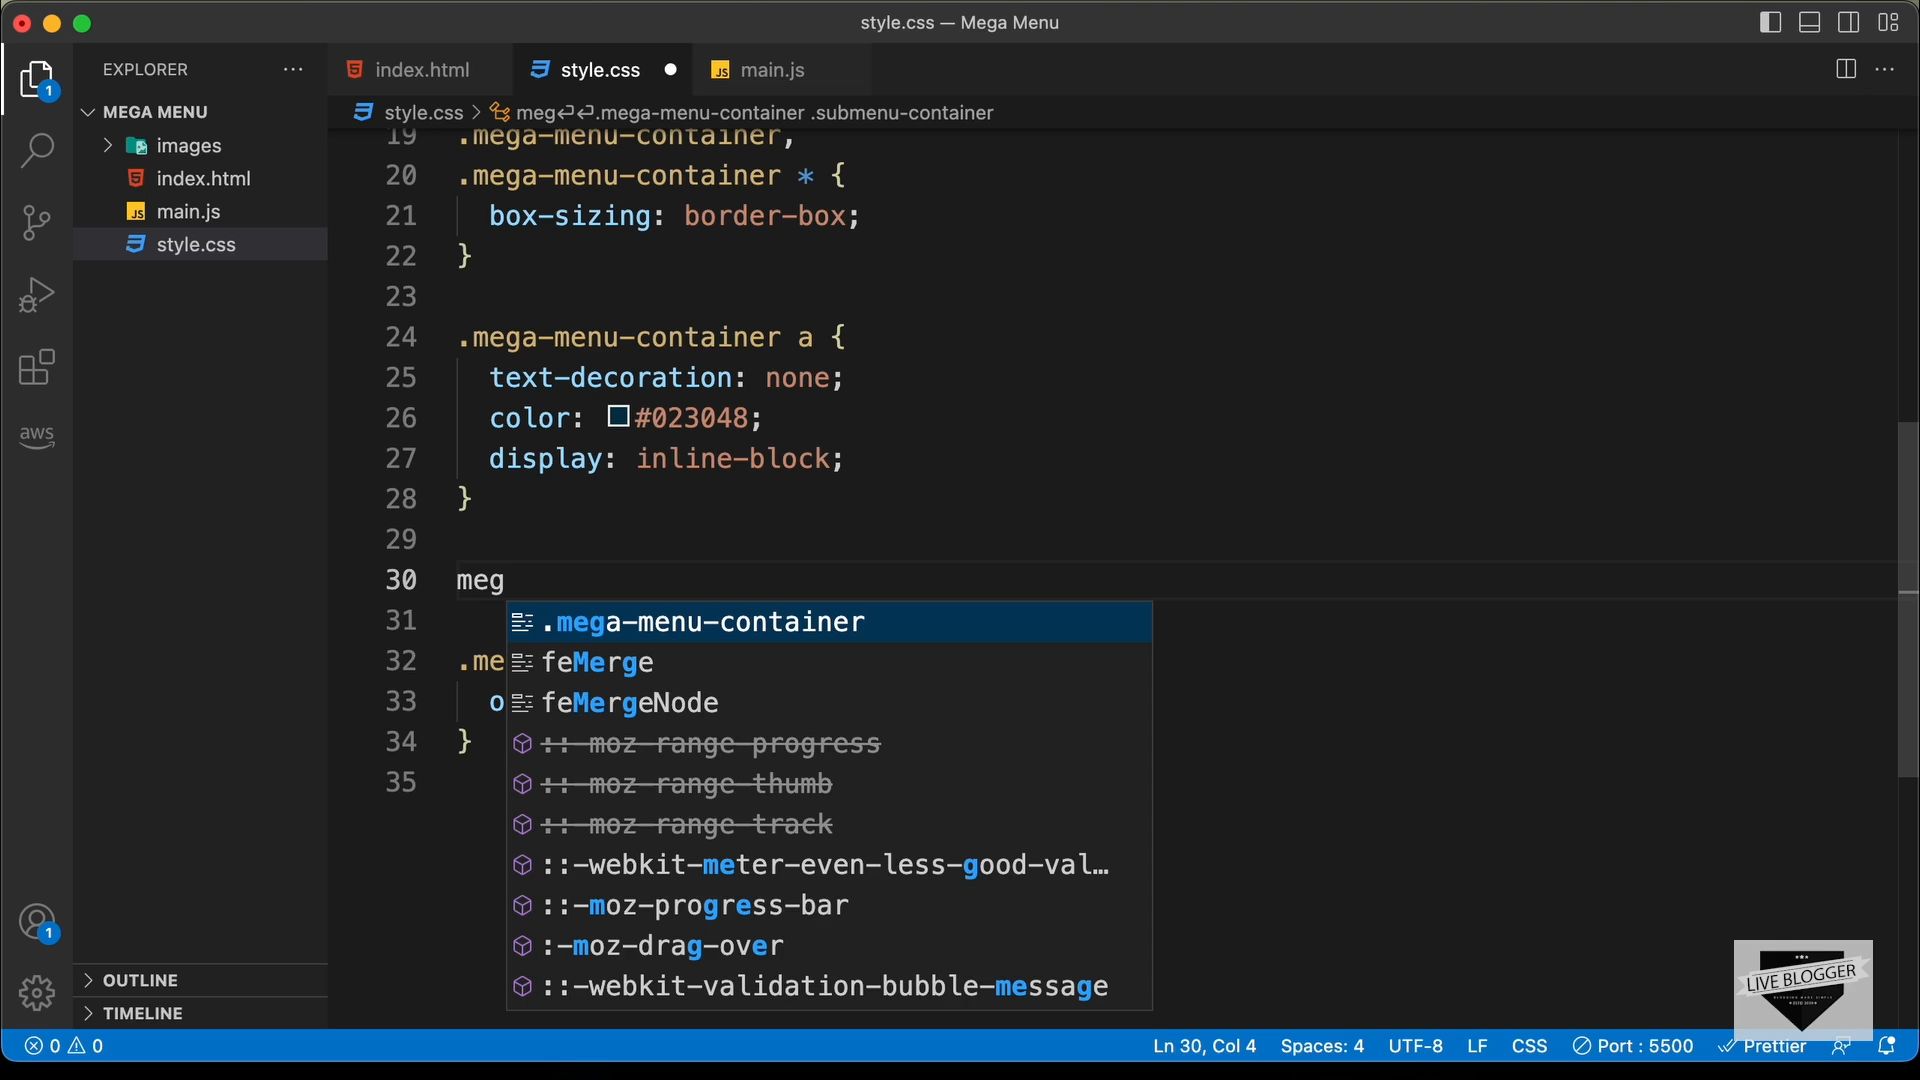 style.css — Mega Menu
EXPLORER
index.html
style.css
main.js
1
MEGA MENU
style.css > meg↵↵.mega-menu-container .submenu-container
images
index.html
main.js
style.css
aws
19 .mega-menu-container,
20 .mega-menu-container * {
21 box-sizing: border-box;
22 }
23
24 .mega-menu-container a {
25 text-decoration: none;
26 color: #023048;
27 display: inline-block;
28 }
29
30 meg
31
32 .me
33 o
34 }
35
.mega-menu-container
feMerge
feMergeNode
::-moz-range-progress
::-moz-range-thumb
::-moz-range-track
::-webkit-meter-even-less-good-val…
::-moz-progress-bar
:-moz-drag-over
::-webkit-validation-bubble-message
1
OUTLINE
TIMELINE
LIVE BLOGGER
0 0
Ln 30, Col 4
Spaces: 4
UTF-8
LF
CSS
Port : 5500
Prettier